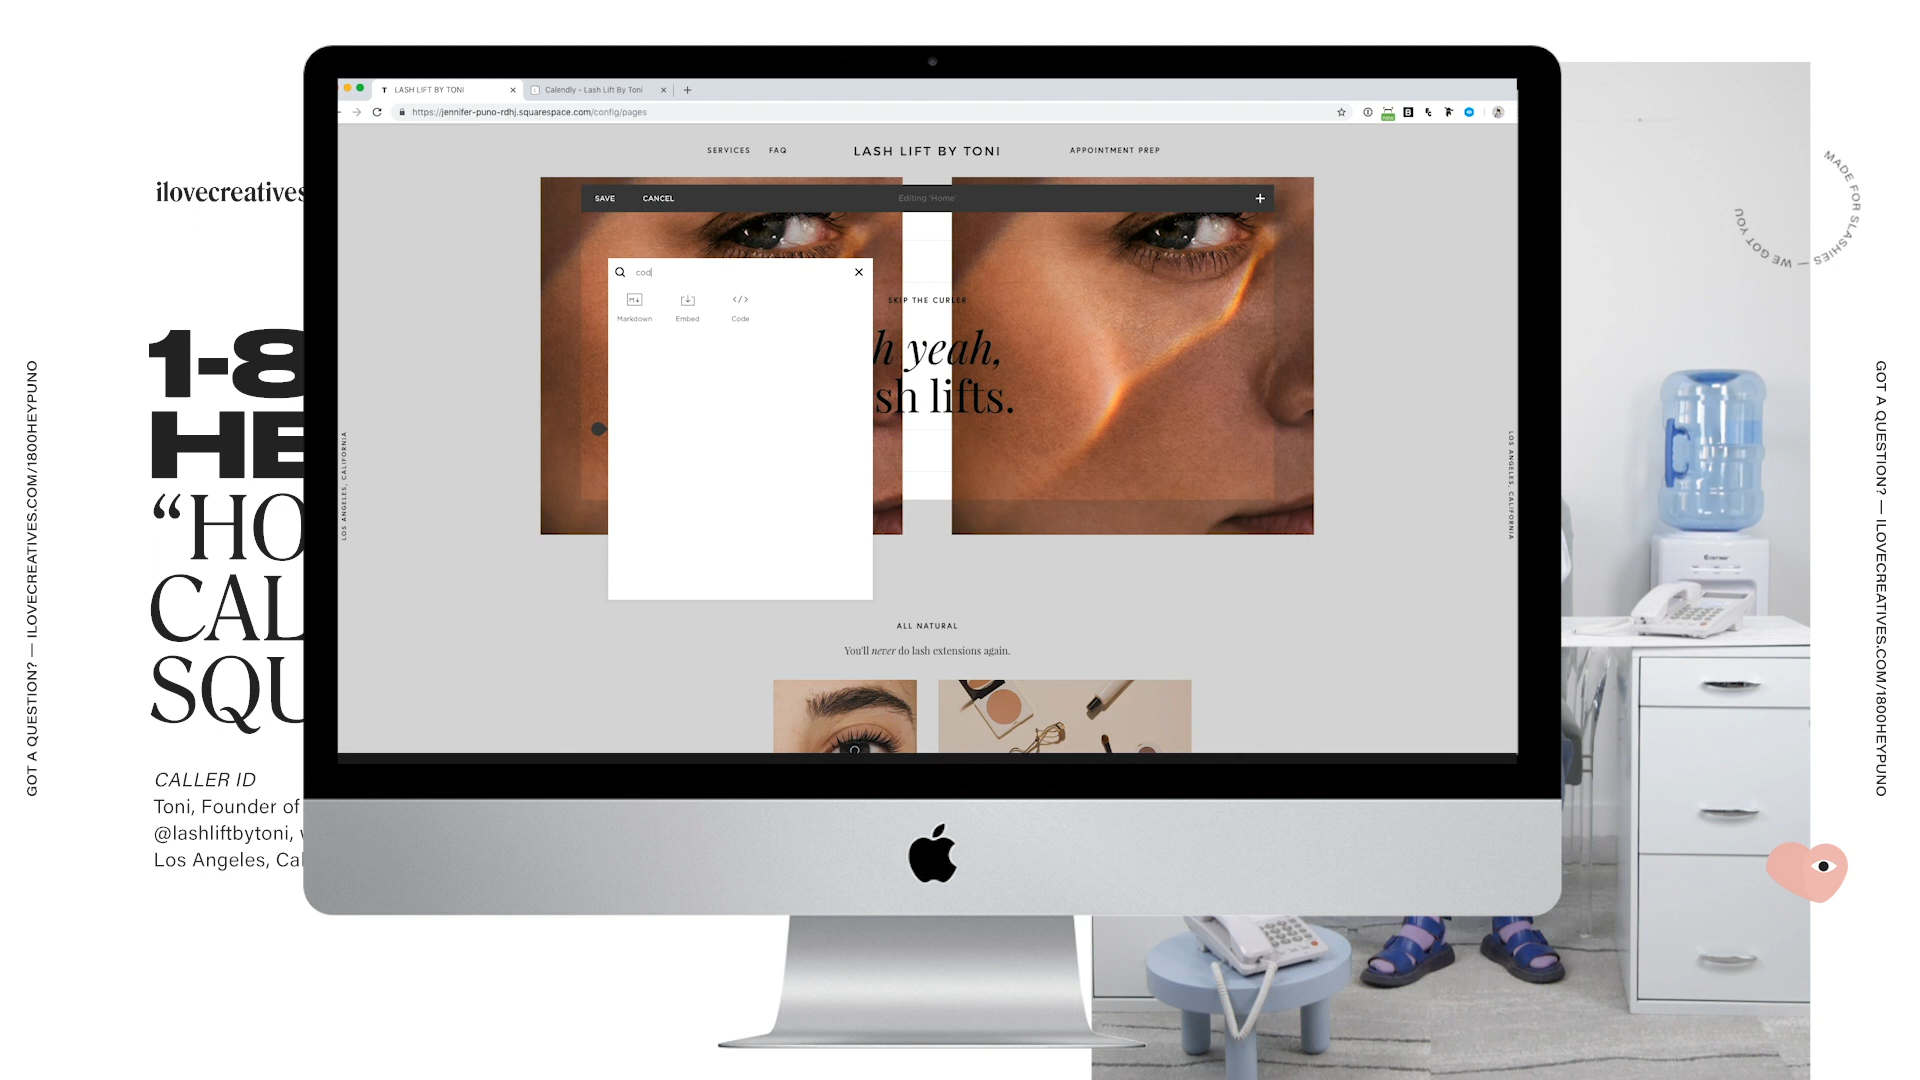 LASH LIFT BY TONI
Calendly - Lash Lift By Toni
https://jennifer-puno-rdhj.squarespace.com/config/pages
SERVICES
FAQ
LASH LIFT BY TONI
APPOINTMENT PREP
SAVE
CANCEL
Editing 'Home'
cod
Markdown
Embed
Code
SKIP THE CURLER
h yeah,
sh lifts.
LOS ANGELES, CALIFORNIA
LOS ANGELES, CALIFORNIA
ALL NATURAL
You'll never do lash extensions again.
ilovecreatives
1-8
HE
“HO
CAL
SQU
CALLER ID
Toni, Founder of
@lashliftbytoni,
Los Angeles, Cal
GOT A QUESTION? — ILOVECREATIVES.COM/1800HEYPUNO
GOT A QUESTION? — ILOVECREATIVES.COM/1800HEYPUNO
MADE FOR SLASHIES — WE GOT YOU